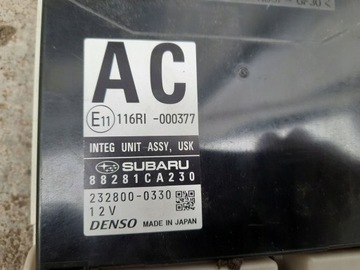 AC
E11 116RI -000377
INTEG UNIT ASSY, USK
SUBARU
88281CA230
232800-0330
12V
DENSO MADE IN JAPAN